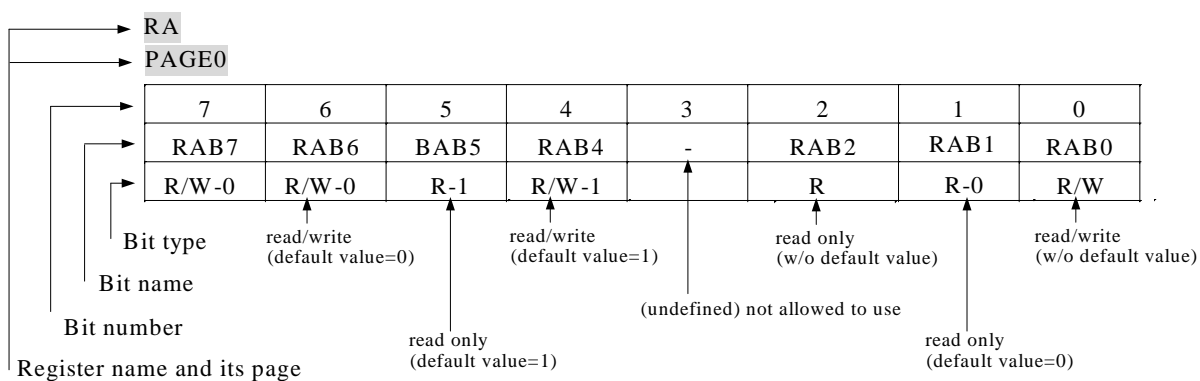 RA
PAGE0
7 6 5 4 3 2 1 0
RAB7 RAB6 BAB5 RAB4 - RAB2 RAB1 RAB0
R/W-0 R/W-0 R-1 R/W-1 R R-0 R/W
Bit type
read/write
(default value=0)
read/write
(default value=1)
read only
(w/o default value)
read/write
(w/o default value)
Bit name
(undefined) not allowed to use
Bit number
read only
(default value=1)
read only
(default value=0)
Register name and its page